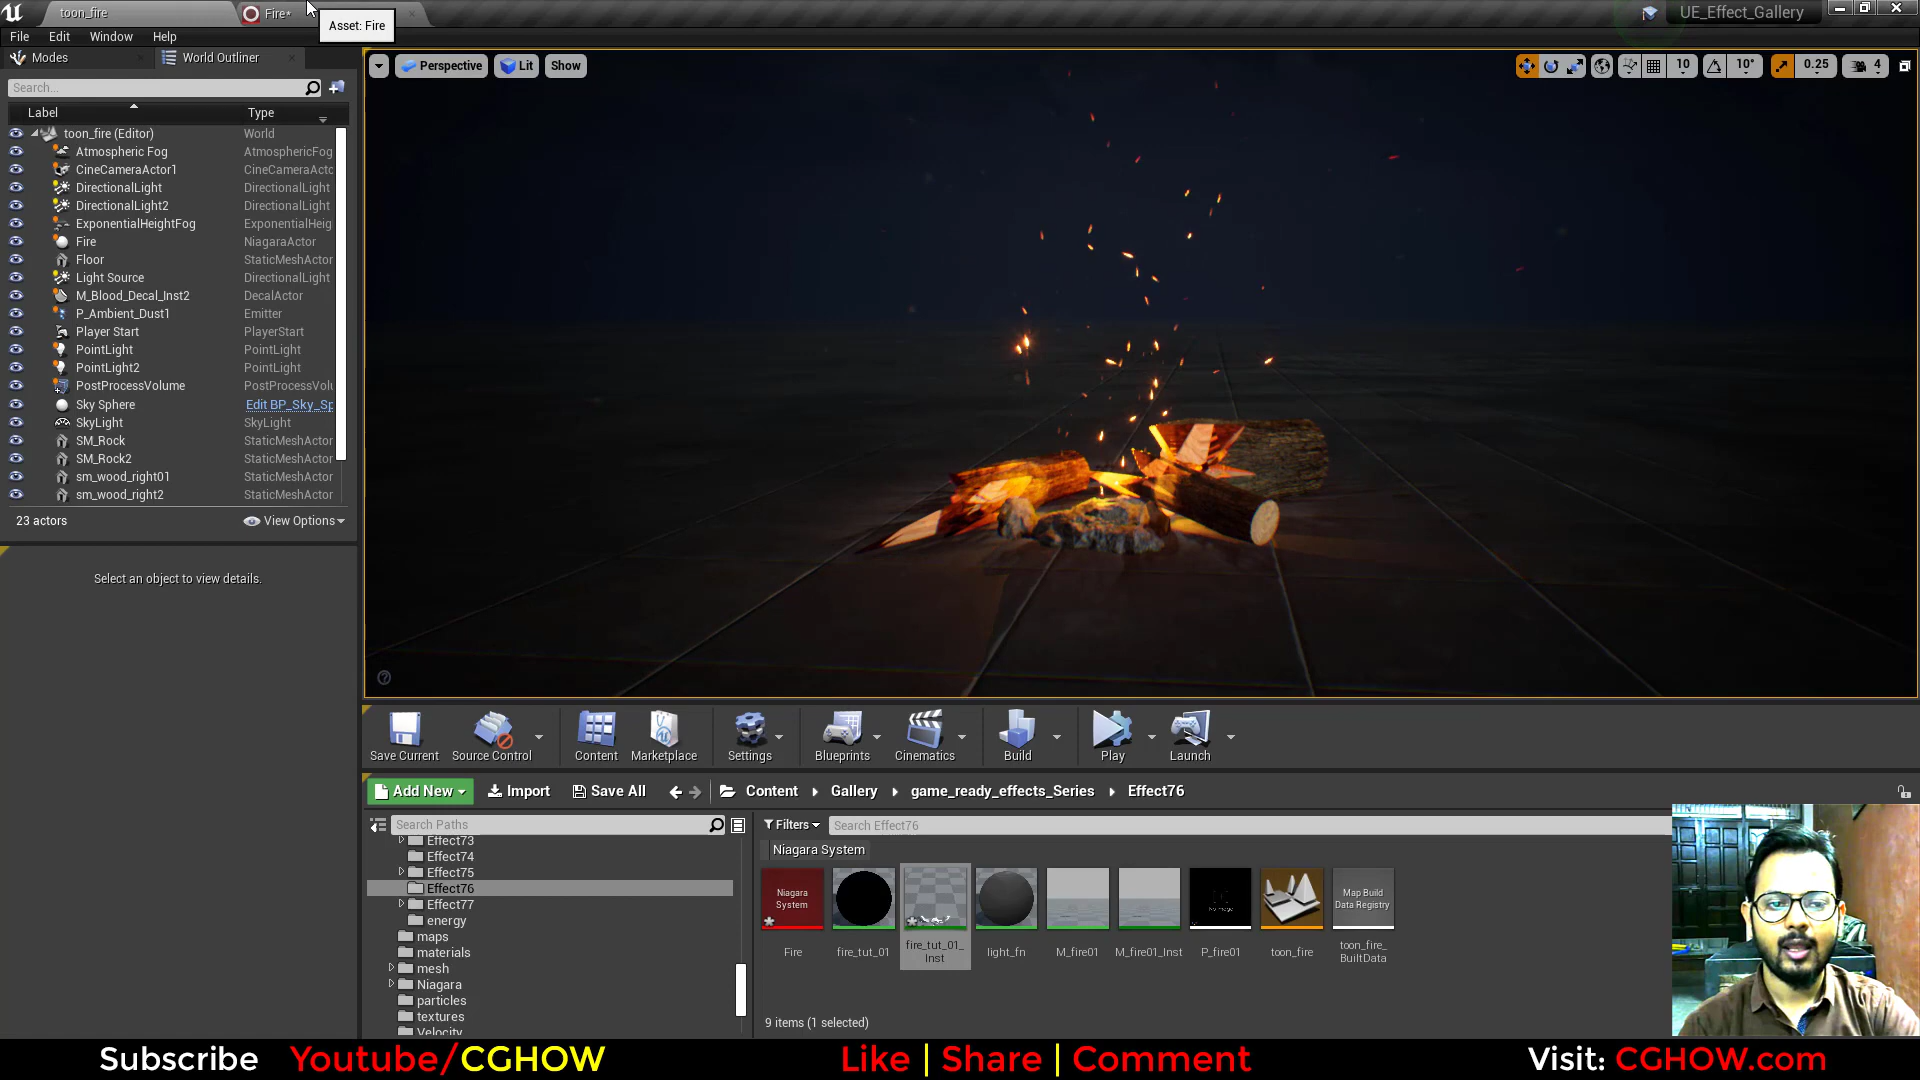 toon_fire
Fire*
Asset: Fire
UE_Effect_Gallery
File Edit Window Help
Modes
World Outliner
Search...
Label Type
toon_fire (Editor) World
Atmospheric Fog AtmosphericFog
CineCameraActor1 CineCameraActo
DirectionalLight DirectionalLight
DirectionalLight2 DirectionalLight
ExponentialHeightFog ExponentialHeig
Fire NiagaraActor
Floor StaticMeshActor
Light Source DirectionalLight
M_Blood_Decal_Inst2 DecalActor
P_Ambient_Dust1 Emitter
Player Start PlayerStart
PointLight PointLight
PointLight2 PointLight
PostProcessVolume PostProcessVolu
Sky Sphere Edit BP_Sky_Sp
SkyLight SkyLight
SM_Rock StaticMeshActor
SM_Rock2 StaticMeshActor
sm_wood_right01 StaticMeshActor
sm_wood_right2 StaticMeshActor
23 actors
View Options
Select an object to view details.
Perspective Lit Show
10 10° 0.25 4
Save Current Source Control Content Marketplace Settings Blueprints Cinematics Build Play Launch
Add New Import Save All Content Gallery game_ready_effects_Series Effect76
Search Paths
Effect73
Effect74
Effect75
Effect76
Effect77
energy
maps
materials
mesh
Niagara
particles
textures
Velocity
Filters Search Effect76
Niagara System
Niagara System
Map Build Data Registry
Fire fire_tut_01 fire_tut_01_Inst light_fn M_fire01 M_fire01_Inst P_fire01 toon_fire toon_fire_BuiltData
9 items (1 selected)
Subscribe Youtube/CGHOW Like | Share | Comment Visit: CGHOW.com